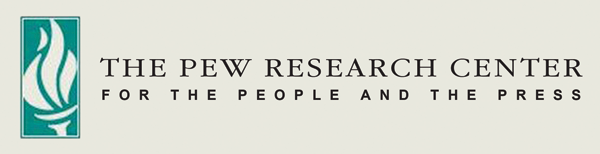 THE PEW RESEARCH CENTER
FOR THE PEOPLE AND THE PRESS